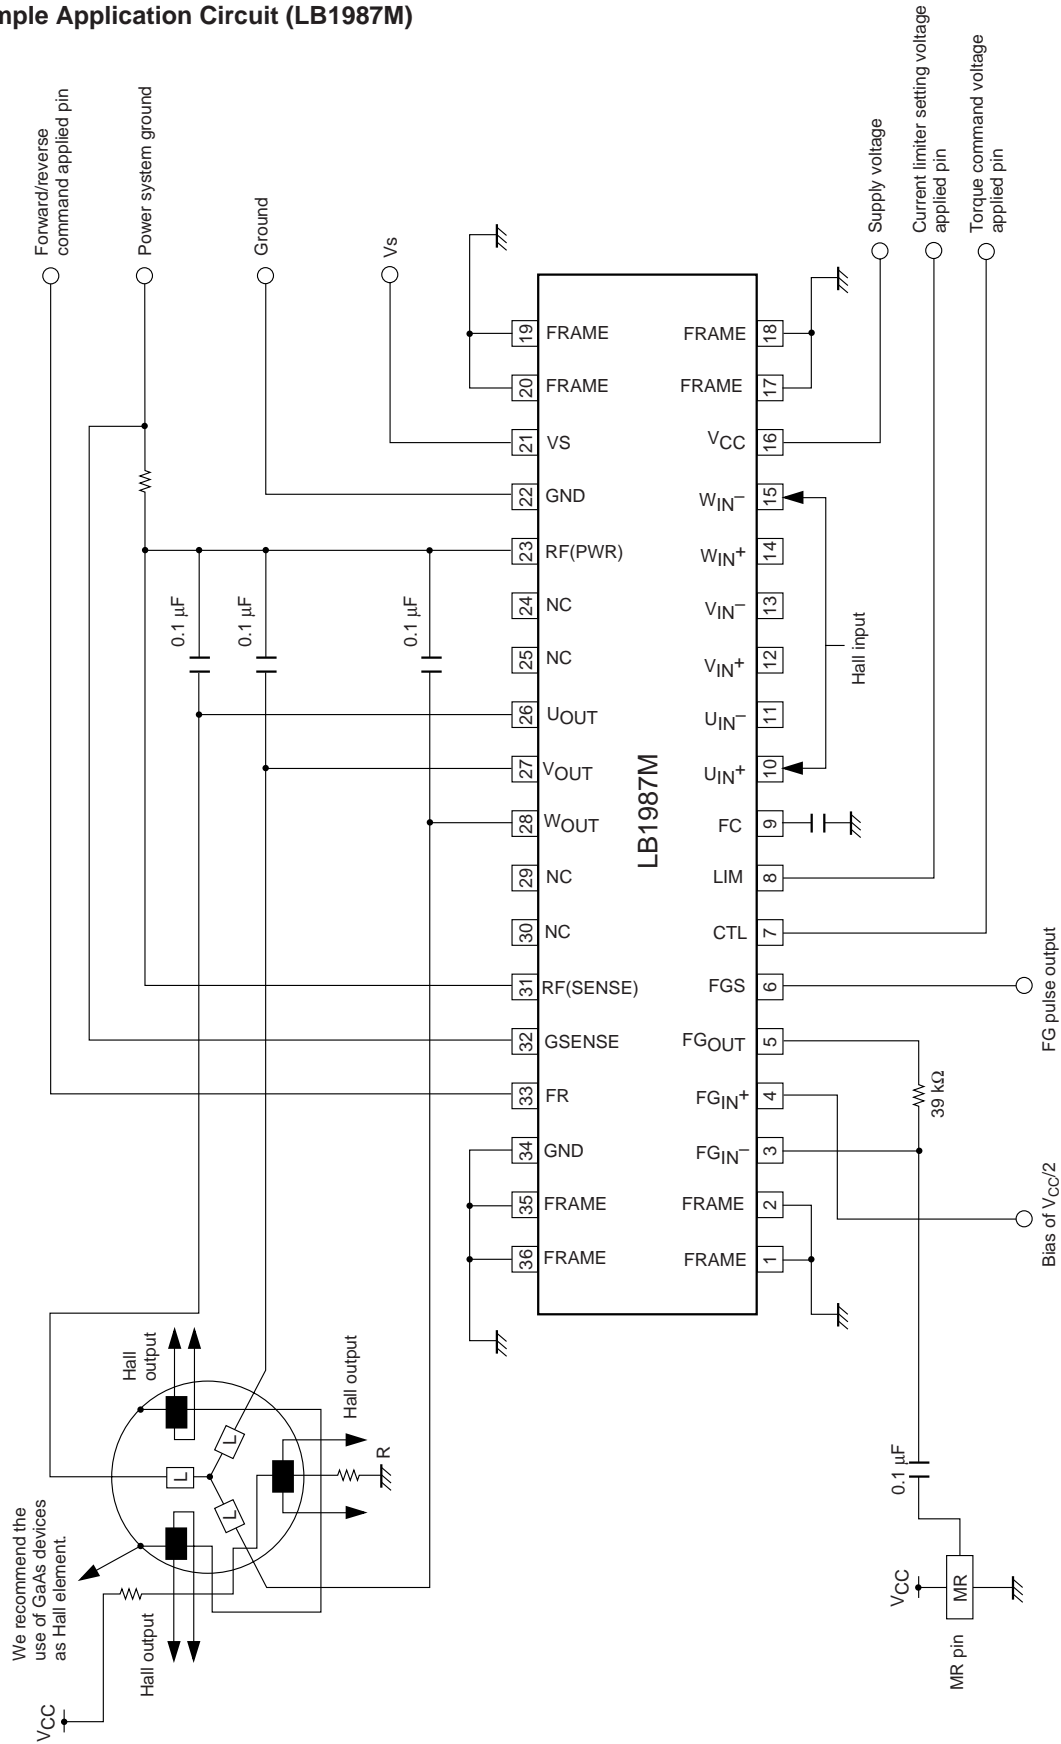 mple Application Circuit (LB1987M)
Forward/reverse
command applied pin
Power system ground
Ground
Vs
Supply voltage
Current limiter setting voltage
applied pin
Torque command voltage
applied pin
19 FRAME
20 FRAME
21 VS
22 GND
23 RF(PWR)
24 NC
25 NC
26 UOUT
27 VOUT
28 WOUT
29 NC
30 NC
31 RF(SENSE)
32 GSENSE
33 FR
34 GND
35 FRAME
36 FRAME
LB1987M
FRAME 18
FRAME 17
VCC 16
WIN− 15
WIN+ 14
VIN− 13
VIN+ 12
UIN− 11
UIN+ 10
FC 9
LIM 8
CTL 7
FGS 6
FGOUT 5
FGIN+ 4
FGIN− 3
FRAME 2
FRAME 1
0.1 µF
0.1 µF
0.1 µF
Hall input
FG pulse output
39 kΩ
Bias of VCC/2
0.1 µF
VCC
MR
MR pin
Hall
output
Hall output
R
L
L
L
We recommend the
use of GaAs devices
as Hall element.
Hall output
VCC